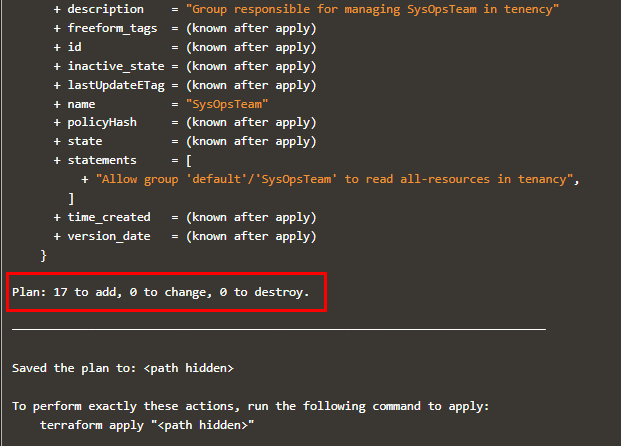 + description    = "Group responsible for managing SysOpsTeam in tenency"
+ freeform_tags  = (known after apply)
+ id             = (known after apply)
+ inactive_state = (known after apply)
+ lastUpdateETag = (known after apply)
+ name           = "SysOpsTeam"
+ policyHash     = (known after apply)
+ state          = (known after apply)
+ statements     = [
+ "Allow group 'default'/'SysOpsTeam' to read all-resources in tenancy",
]
+ time_created   = (known after apply)
+ version_date   = (known after apply)
}
Plan: 17 to add, 0 to change, 0 to destroy.
Saved the plan to: <path hidden>
To perform exactly these actions, run the following command to apply:
terraform apply "<path hidden>"